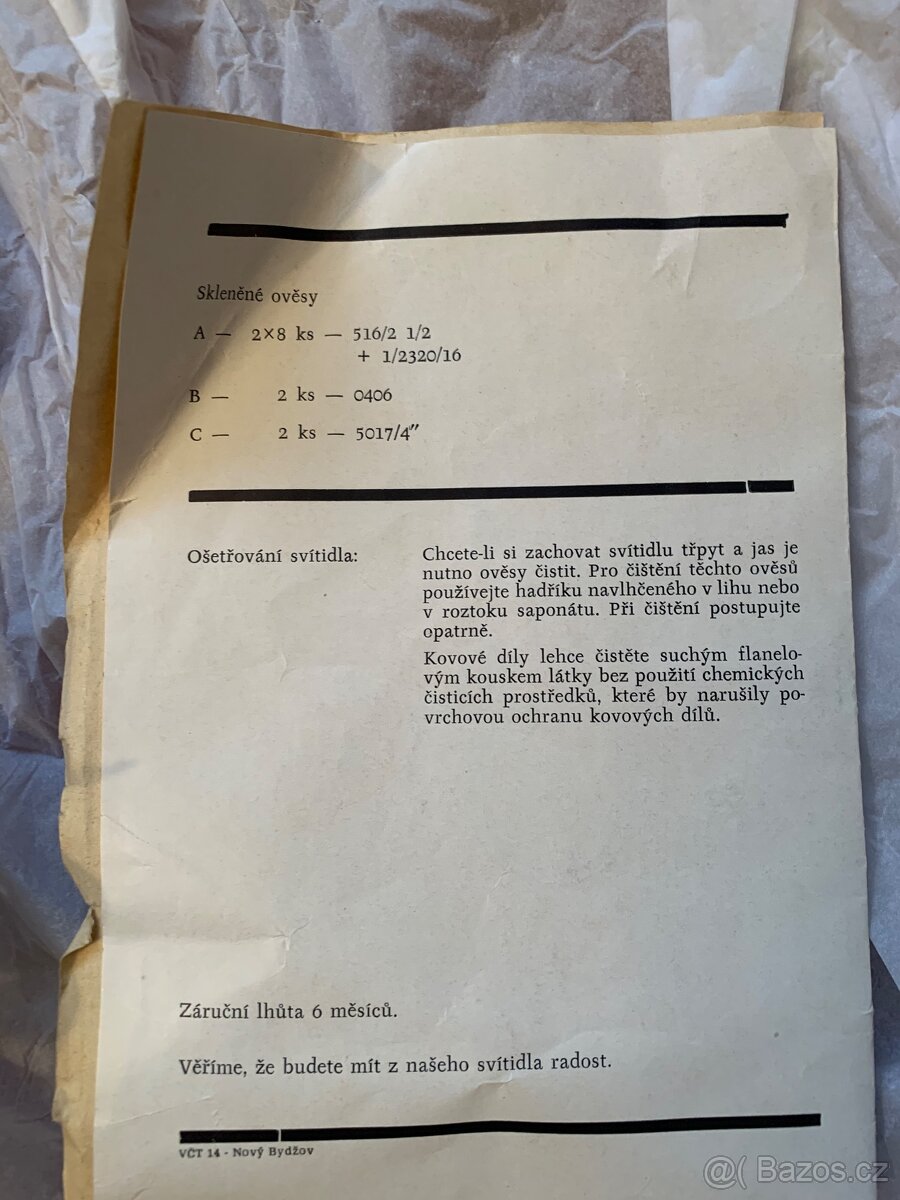 Skleněné ověsy
A — 2×8 ks — 516/2 1/2
+ 1/2320/16
B — 2 ks — 0406
C — 2 ks — 5017/4″
Ošetřování svítidla:
Chcete-li si zachovat svítidlu třpyt a jas je
nutno ověsy čistit. Pro čištění těchto ověsů
používejte hadříku navlhčeného v lihu nebo
v roztoku saponátu. Při čištění postupujte
opatrně.
Kovové díly lehce čistěte suchým flanelo-
vým kouskem látky bez použití chemických
čisticích prostředků, které by narušily po-
vrchovou ochranu kovových dílů.
Záruční lhůta 6 měsíců.
Věříme, že budete mít z našeho svítidla radost.
VČT 14 - Nový Bydžov
@( Bazos.cz